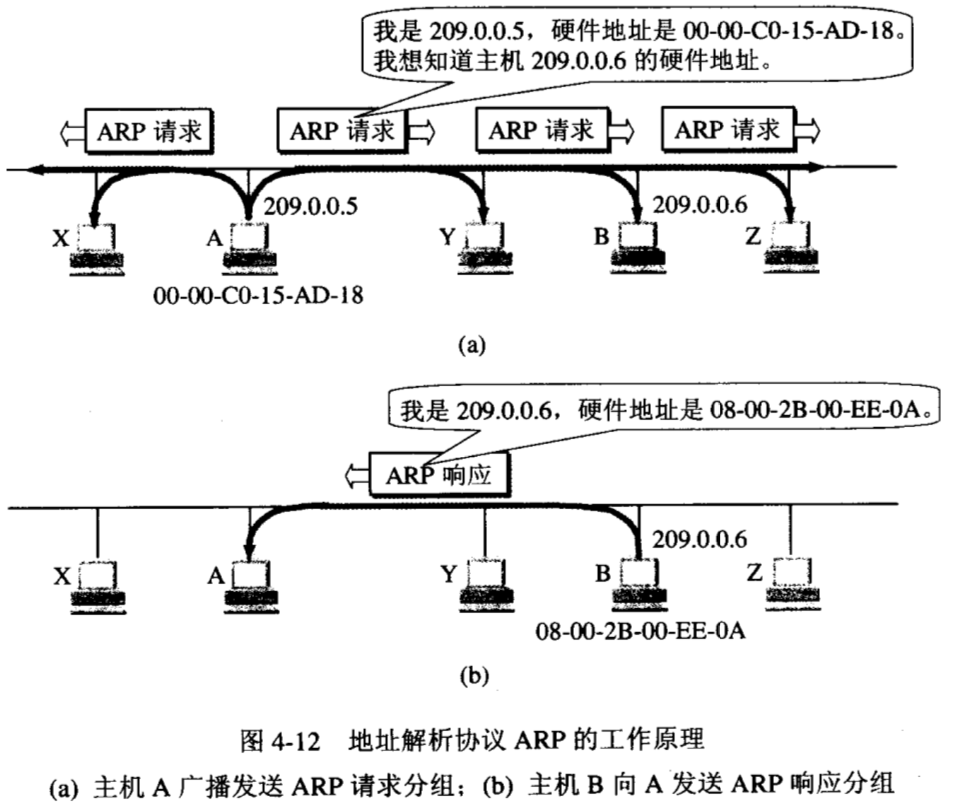 我是 209.0.0.5，硬件地址是 00-00-C0-15-AD-18。
我想知道主机 209.0.0.6 的硬件地址。
ARP 请求
ARP 请求
ARP 请求
ARP 请求
209.0.0.5
209.0.0.6
X
A
Y
B
Z
00-00-C0-15-AD-18
(a)
我是 209.0.0.6，硬件地址是 08-00-2B-00-EE-0A。
ARP 响应
209.0.0.6
X
A
Y
B
Z
08-00-2B-00-EE-0A
(b)
图 4-12 地址解析协议 ARP 的工作原理
(a) 主机 A 广播发送 ARP 请求分组；(b) 主机 B 向 A 发送 ARP 响应分组